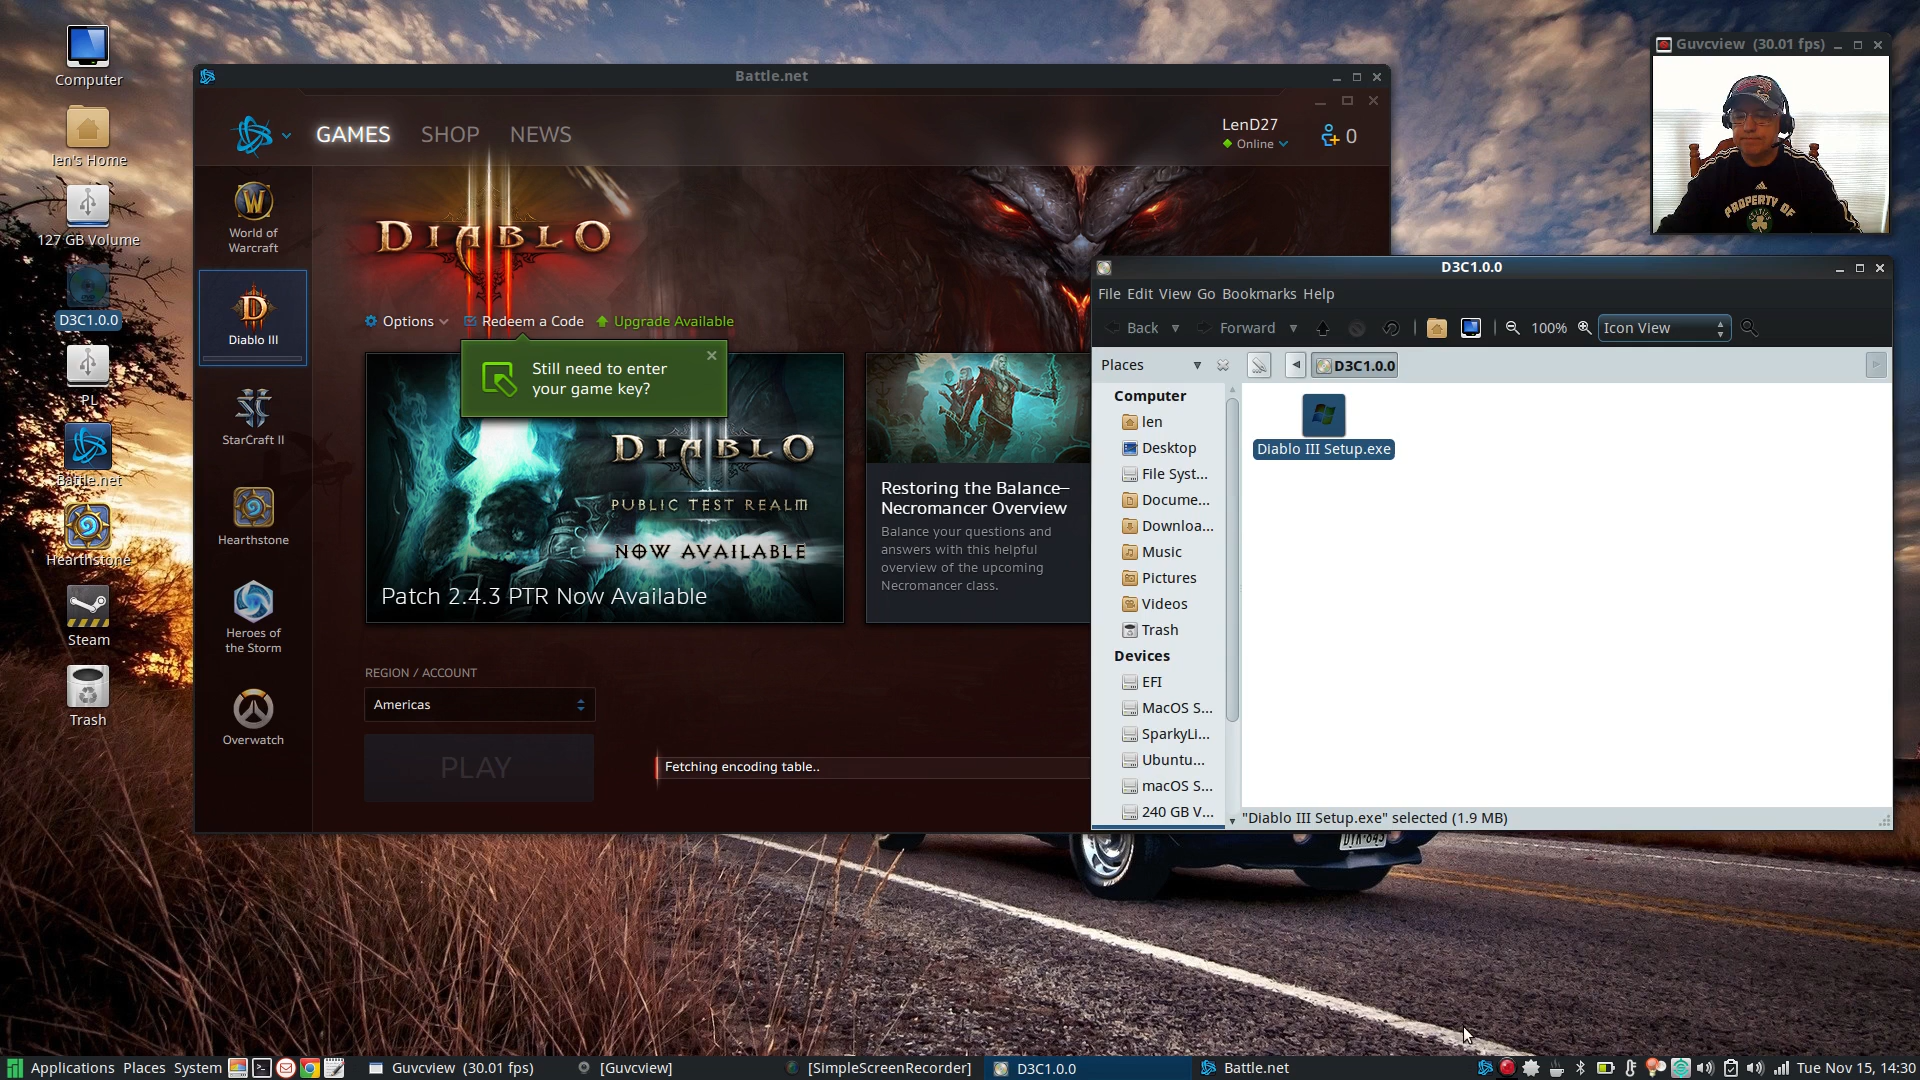 Computer
len's Home
127 GB Volume
D3C1.0.0
PL
Battle.net
Hearthstone
Steam
Trash
Battle.net
GAMES
SHOP
NEWS
LenD27
Online
0
World of
Warcraft
Diablo III
StarCraft II
Hearthstone
Heroes of
the Storm
Overwatch
DIABLO
Options
Redeem a Code
Upgrade Available
Still need to enter
your game key?
DIABLO
PUBLIC TEST REALM
NOW AVAILABLE
Patch 2.4.3 PTR Now Available
Restoring the Balance—
Necromancer Overview
Balance your questions and
answers with this helpful
overview of the upcoming
Necromancer class.
REGION / ACCOUNT
Americas
PLAY
Fetching encoding table..
Guvcview (30.01 fps)
PROPERTY OF
D3C1.0.0
File Edit View Go Bookmarks Help
Back
Forward
100%
Icon View
Places
D3C1.0.0
Computer
len
Desktop
File Syst...
Docume...
Downloa...
Music
Pictures
Videos
Trash
Devices
EFI
MacOS S...
SparkyLi...
Ubuntu...
macOS S...
240 GB V...
Diablo III Setup.exe
"Diablo III Setup.exe" selected (1.9 MB)
Applications Places System
Guvcview (30.01 fps)
[Guvcview]
[SimpleScreenRecorder]
D3C1.0.0
Battle.net
Tue Nov 15, 14:30